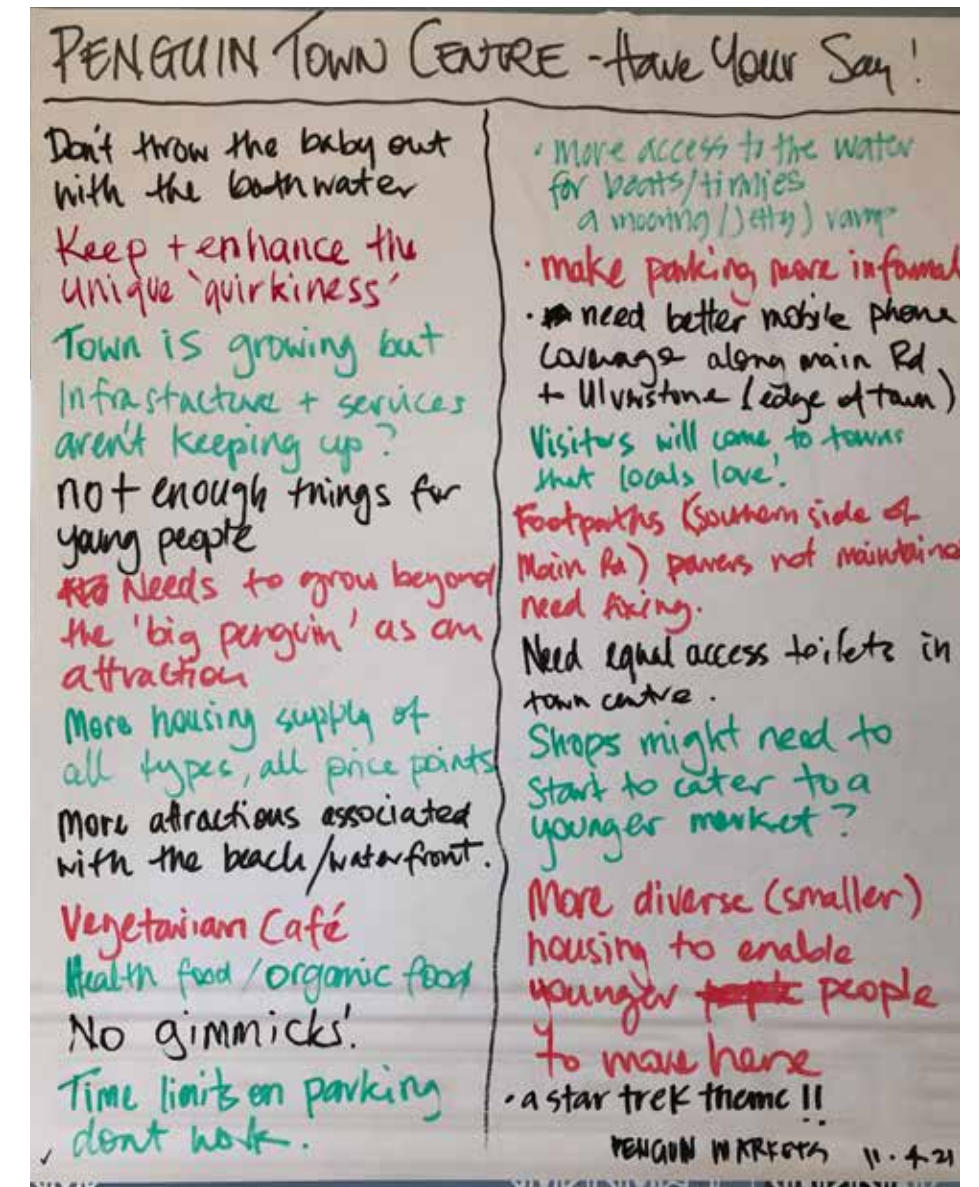 PENGUIN TOWN CENTRE - Have Your Say!
Don't throw the baby out
with the bathwater
Keep + enhance the
unique 'quirkiness'
Town is growing but
Infrastructure + services
aren't keeping up?
not enough things for
young people
Needs to grow beyond
the 'big penguin' as an
attraction
More housing supply of
all types, all price points
More attractions associated
with the beach/waterfront.
Vegetarian Café
Health food / organic food
No gimmicks!
Time limits on parking
dont work.
• More access to the water
for boats/tinnies
a mooring / jetty) ramp
• make parking more informal
• need better mobile phone
coverage along main Rd
to Ulverstone (edge of town)
Visitors will come to towns
that locals love!
Footpaths (southern side of
Main Rd) pavers not maintained
need fixing.
Need equal access toilets in
town centre.
Shops might need to
start to cater to a
younger market?
More diverse (smaller)
housing to enable
younger people
to move here
• a star trek theme !!
PENGUIN MARKETS 11.4.21